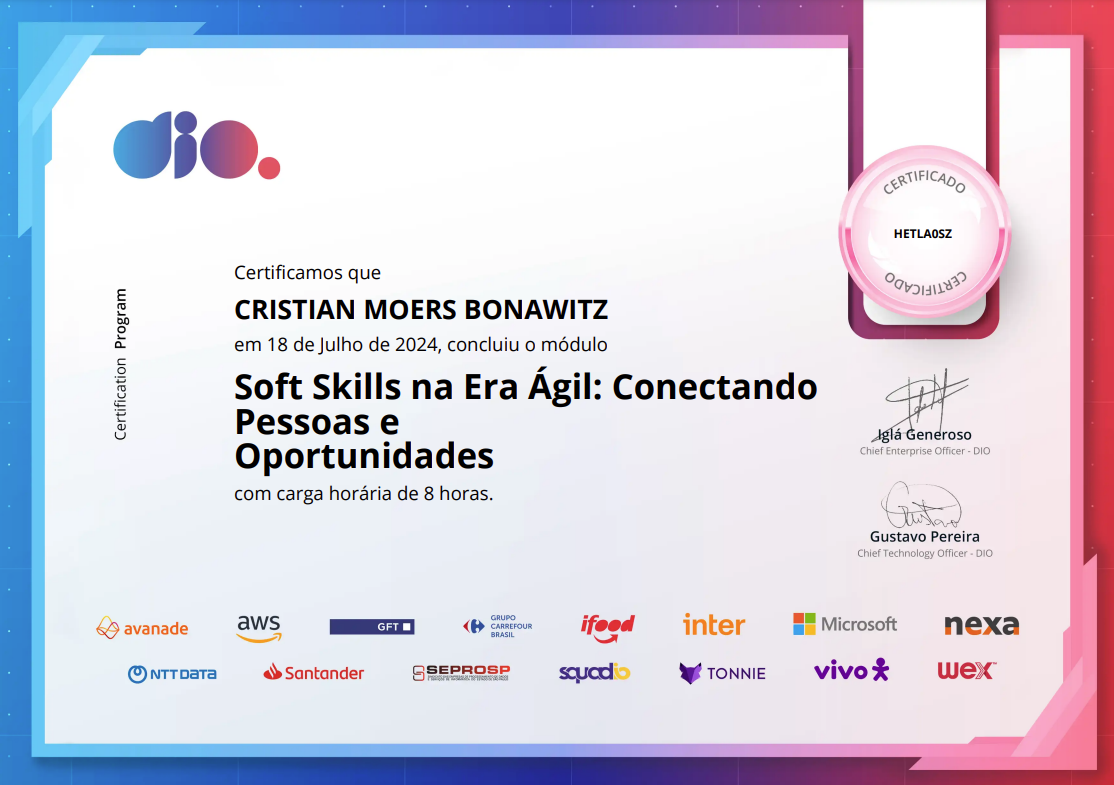 dio.
CERTIFICADO
HETLA0SZ
CERTIFICADO
Certification Program
Certificamos que
CRISTIAN MOERS BONAWITZ
em 18 de Julho de 2024, concluiu o módulo
Soft Skills na Era Ágil: Conectando
Pessoas e
Oportunidades
com carga horária de 8 horas.
Iglá Generoso
Chief Enterprise Officer - DIO
Gustavo Pereira
Chief Technology Officer - DIO
avanade
aws
GFT
GRUPO
CARREFOUR
BRASIL
ifood
inter
Microsoft
nexa
NTT DATA
Santander
SEPROSP
squadio
TONNIE
vivo
wex